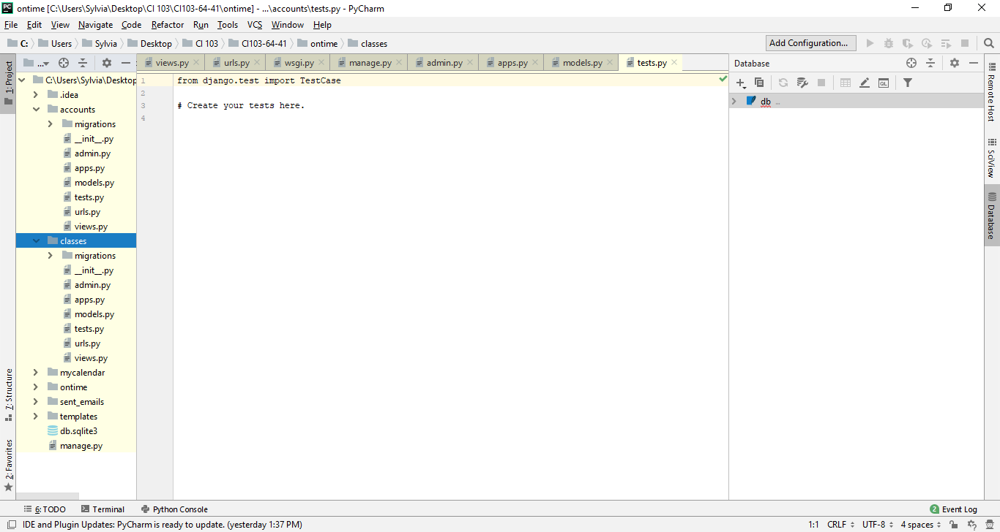 ontime [C:\Users\Sylvia\Desktop\CI 103\CI103-64-41\ontime] - ...\accounts\tests.py - PyCharm
File Edit View Navigate Code Refactor Run Tools VCS Window Help
C: Users Sylvia Desktop CI 103 CI103-64-41 ontime classes Add Configuration...
1: Project
7: Structure
2: Favorites
...
C:\Users\Sylvia\Desktop
.idea
accounts
migrations
__init__.py
admin.py
apps.py
models.py
tests.py
urls.py
views.py
classes
migrations
__init__.py
admin.py
apps.py
models.py
tests.py
urls.py
views.py
mycalendar
ontime
sent_emails
templates
db.sqlite3
manage.py
views.py urls.py wsgi.py manage.py admin.py apps.py models.py tests.py
1 from django.test import TestCase
2
3 # Create your tests here.
4
Database
QL
db ...
Remote Host
SciView
Database
6: TODO Terminal Python Console 2 Event Log
IDE and Plugin Updates: PyCharm is ready to update. (yesterday 1:37 PM) 1:1 CRLF UTF-8 4 spaces